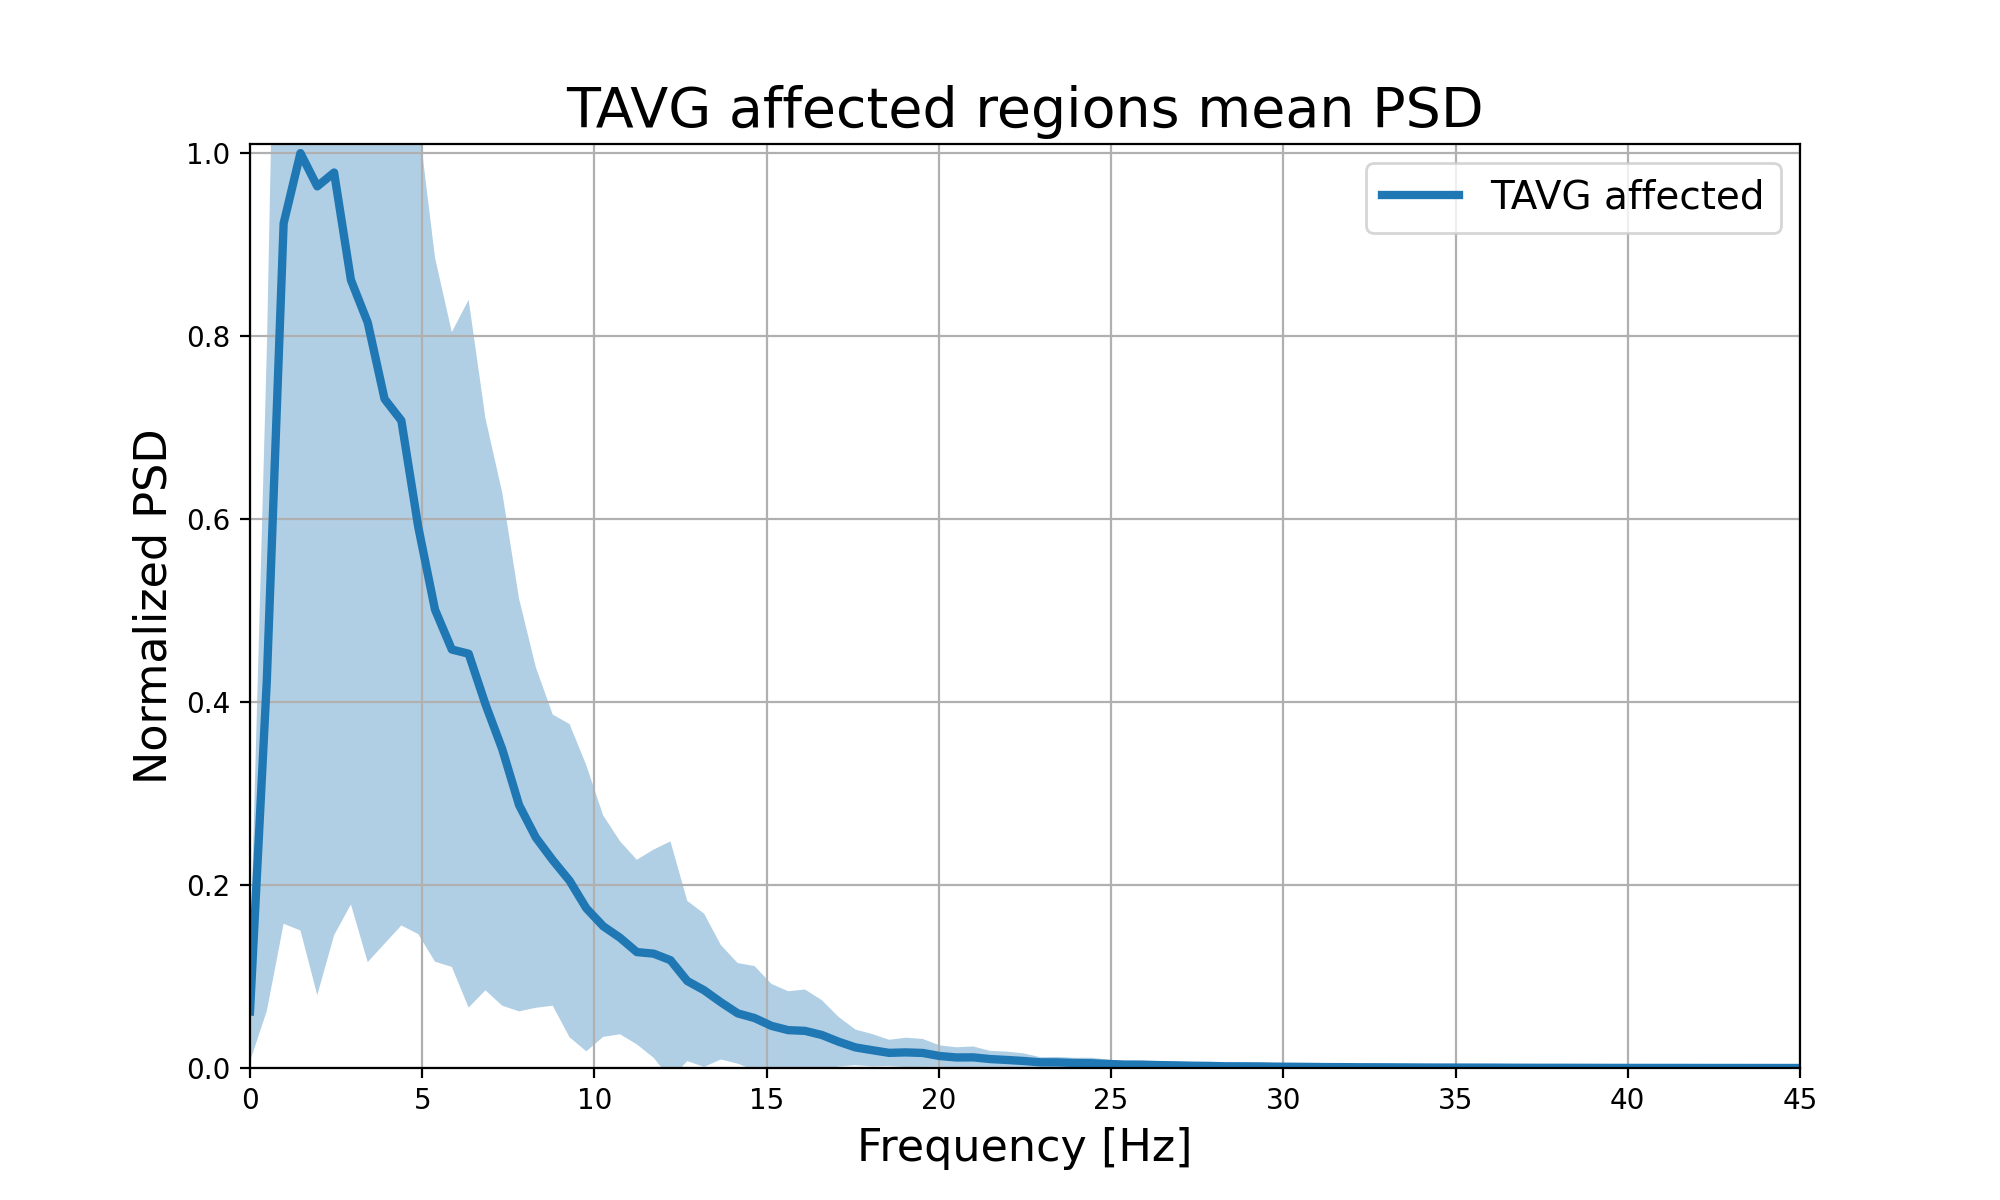 TAVG affected regions mean PSD
TAVG affected
Normalized PSD
1.0
0.8
0.6
0.4
0.2
0.0
0 5 10 15 20 25 30 35 40 45
Frequency [Hz]